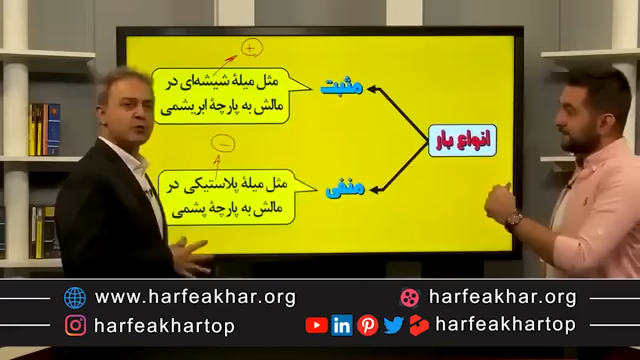 انواع بار
مثبت
مثل میلهٔ شیشه‌ای در
مالش به پارچهٔ ابریشمی
+
منفی
مثل میلهٔ پلاستیکی در
مالش به پارچهٔ پشمی
−
www.harfeakhar.org
harfeakhar.org
harfeakhartop
harfeakhartop